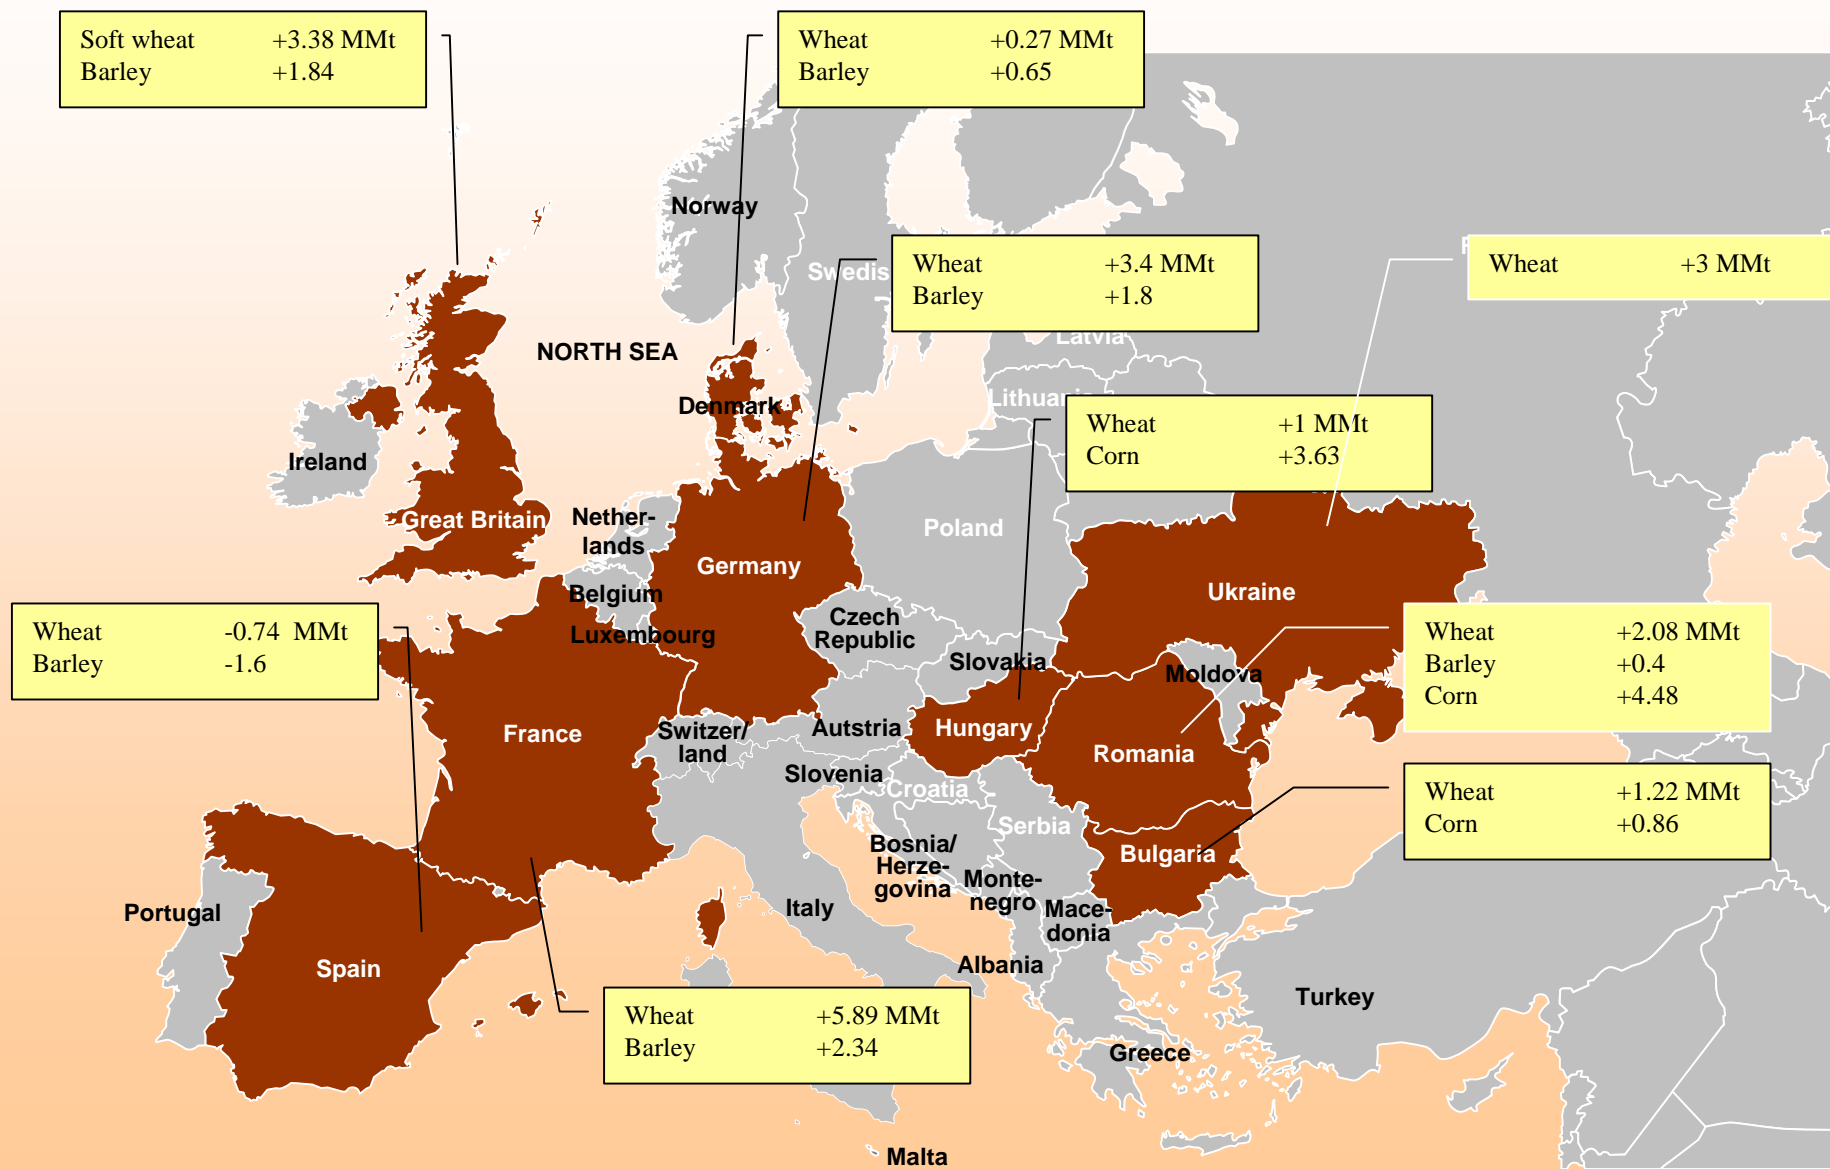 Soft wheat +3.38 MMt
Barley +1.84
Wheat +0.27 MMt
Barley +0.65
Norway
Swedis
Wheat +3.4 MMt
Barley +1.8
Wheat +3 MMt
NORTH SEA
Latvia
Denmark
Lithuani
Wheat +1 MMt
Corn +3.63
Ireland
Great Britain
Nether-
lands
Poland
Germany
Belgium
Ukraine
Luxembourg
Czech
Republic
Wheat -0.74 MMt
Barley -1.6
Slovakia
Moldova
Wheat +2.08 MMt
Barley +0.4
Corn +4.48
France
Switzer/
land
Autstria
Hungary
Romania
Slovenia
Croatia
Serbia
Wheat +1.22 MMt
Corn +0.86
Bosnia/
Herze-
govina
Bulgaria
Monte-
negro
Mace-
donia
Portugal
Italy
Spain
Albania
Turkey
Wheat +5.89 MMt
Barley +2.34
Greece
Malta